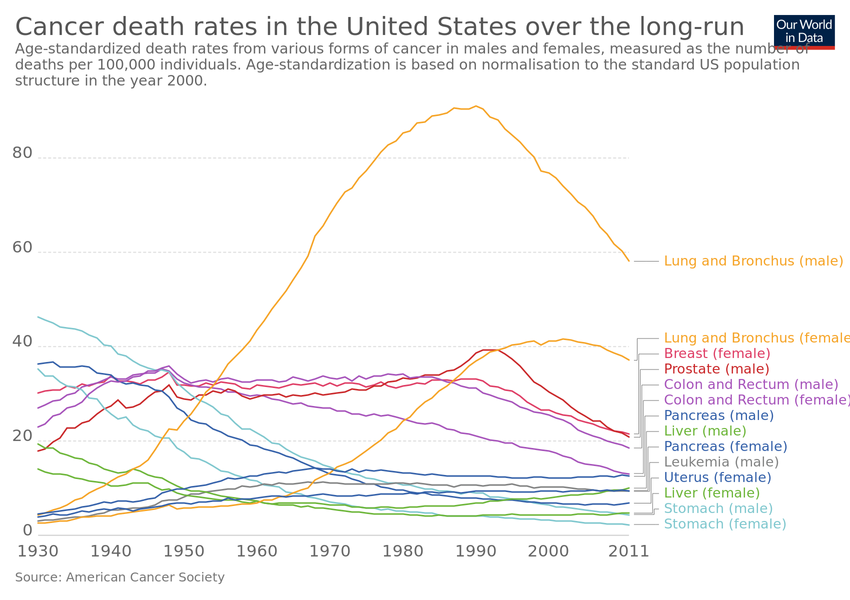 Cancer death rates in the United States over the long-run
Our World
in Data
Age-standardized death rates from various forms of cancer in males and females, measured as the number of
deaths per 100,000 individuals. Age-standardization is based on normalisation to the standard US population
structure in the year 2000.
80
60
40
20
0
Lung and Bronchus (male)
Lung and Bronchus (female
Breast (female)
Prostate (male)
Colon and Rectum (male)
Colon and Rectum (female)
Pancreas (male)
Liver (male)
Pancreas (female)
Leukemia (male)
Uterus (female)
Liver (female)
Stomach (male)
Stomach (female)
1930 1940 1950 1960 1970 1980 1990 2000 2011
Source: American Cancer Society